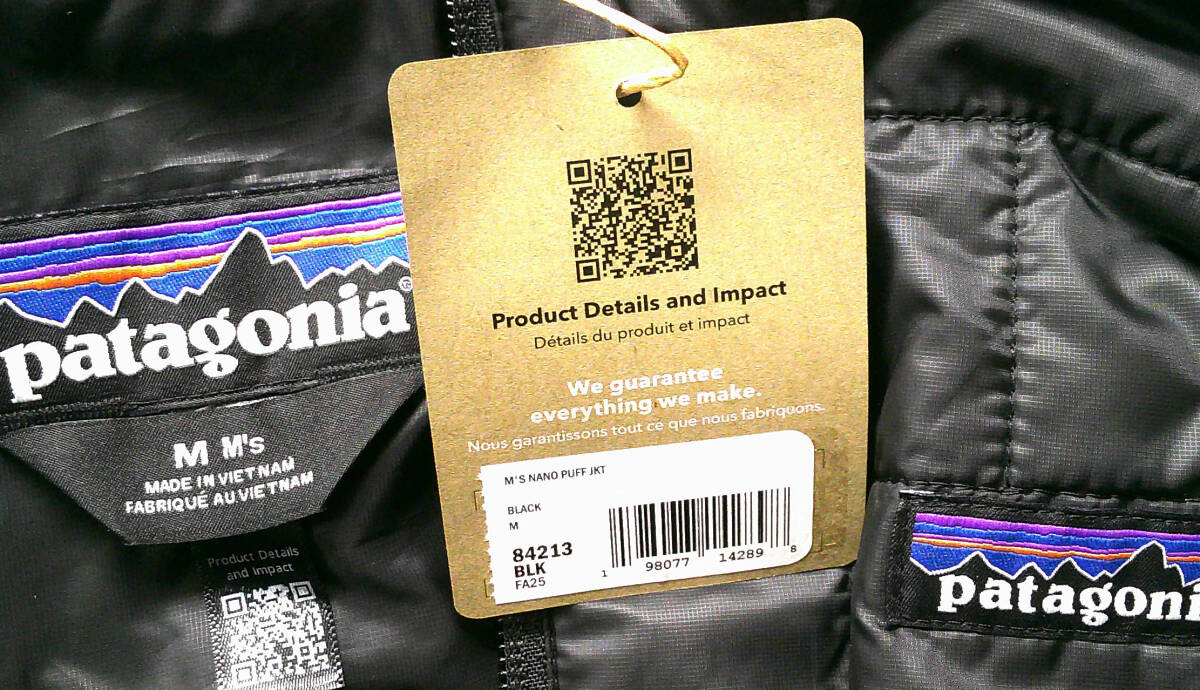 patagonia
M M's
MADE IN VIETNAM
FABRIQUÉ AU VIETNAM
Product Details
and Impact
Product Details and Impact
Détails du produit et impact
We guarantee
everything we make.
Nous garantissons tout ce que nous fabriquons.
M'S NANO PUFF JKT
BLACK
M
84213
BLK
FA25
1 98077 14289 8
patagoni